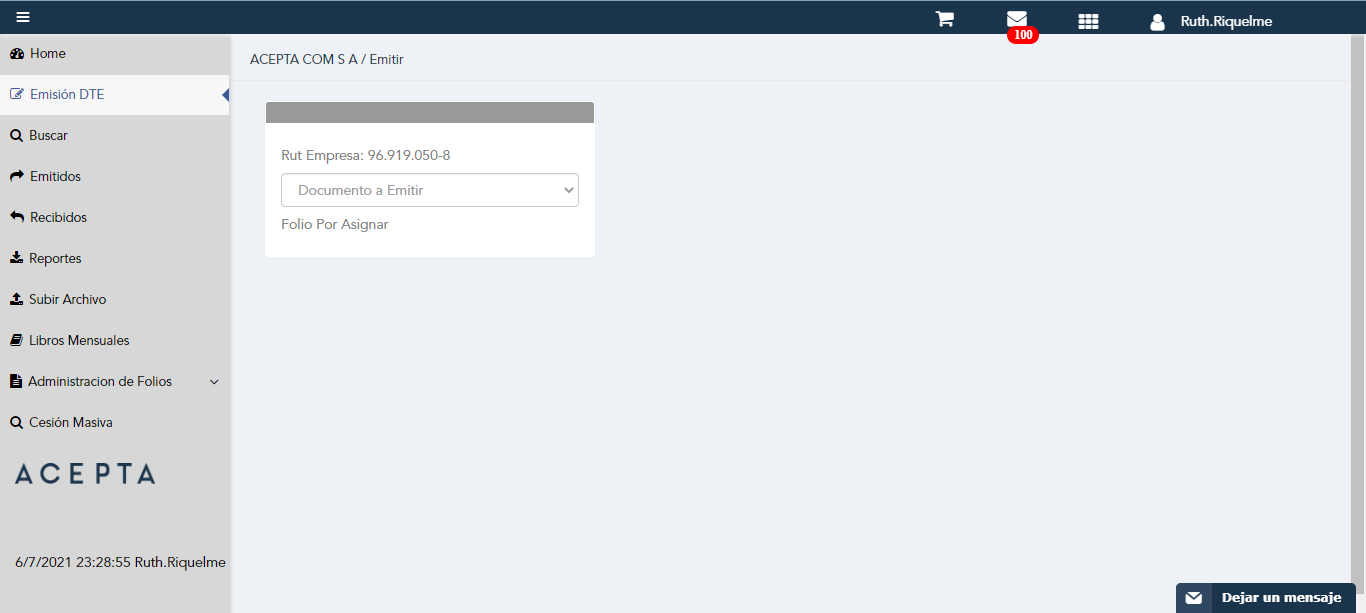 Ruth.Riquelme
100
Home
Emisión DTE
Buscar
Emitidos
Recibidos
Reportes
Subir Archivo
Libros Mensuales
Administracion de Folios
Cesión Masiva
ACEPTA
6/7/2021 23:28:55 Ruth.Riquelme
ACEPTA COM S A / Emitir
Rut Empresa: 96.919.050-8
Documento a Emitir
Folio Por Asignar
Dejar un mensaje